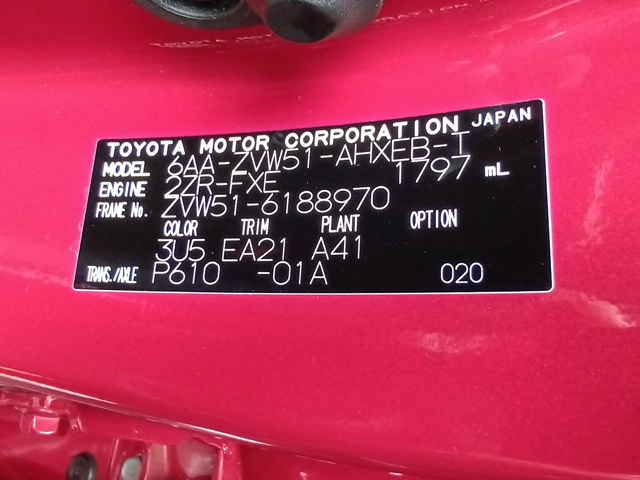 TOYOTA MOTOR CORPORATION JAPAN
MODEL 6AA-ZVW51-AHXEB-T
ENGINE 2ZR-FXE 1797 mL
FRAME No. ZVW51-6188970
COLOR TRIM PLANT OPTION
3U5 EA21 A41
TRANS./AXLE P610 -01A 020